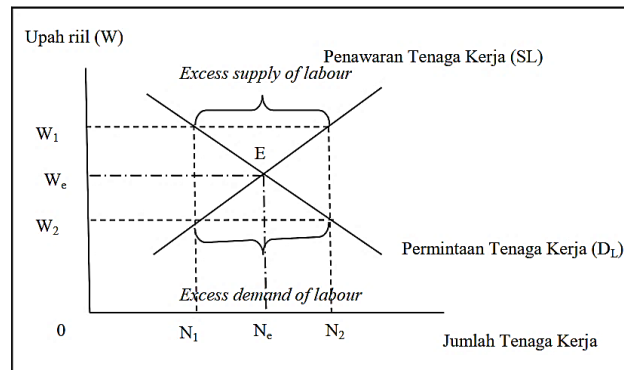 Upah riil (W)
Penawaran Tenaga Kerja (SL)
Excess supply of labour
W1
E
We
W2
Permintaan Tenaga Kerja (DL)
Excess demand of labour
0
N1
Ne
N2
Jumlah Tenaga Kerja